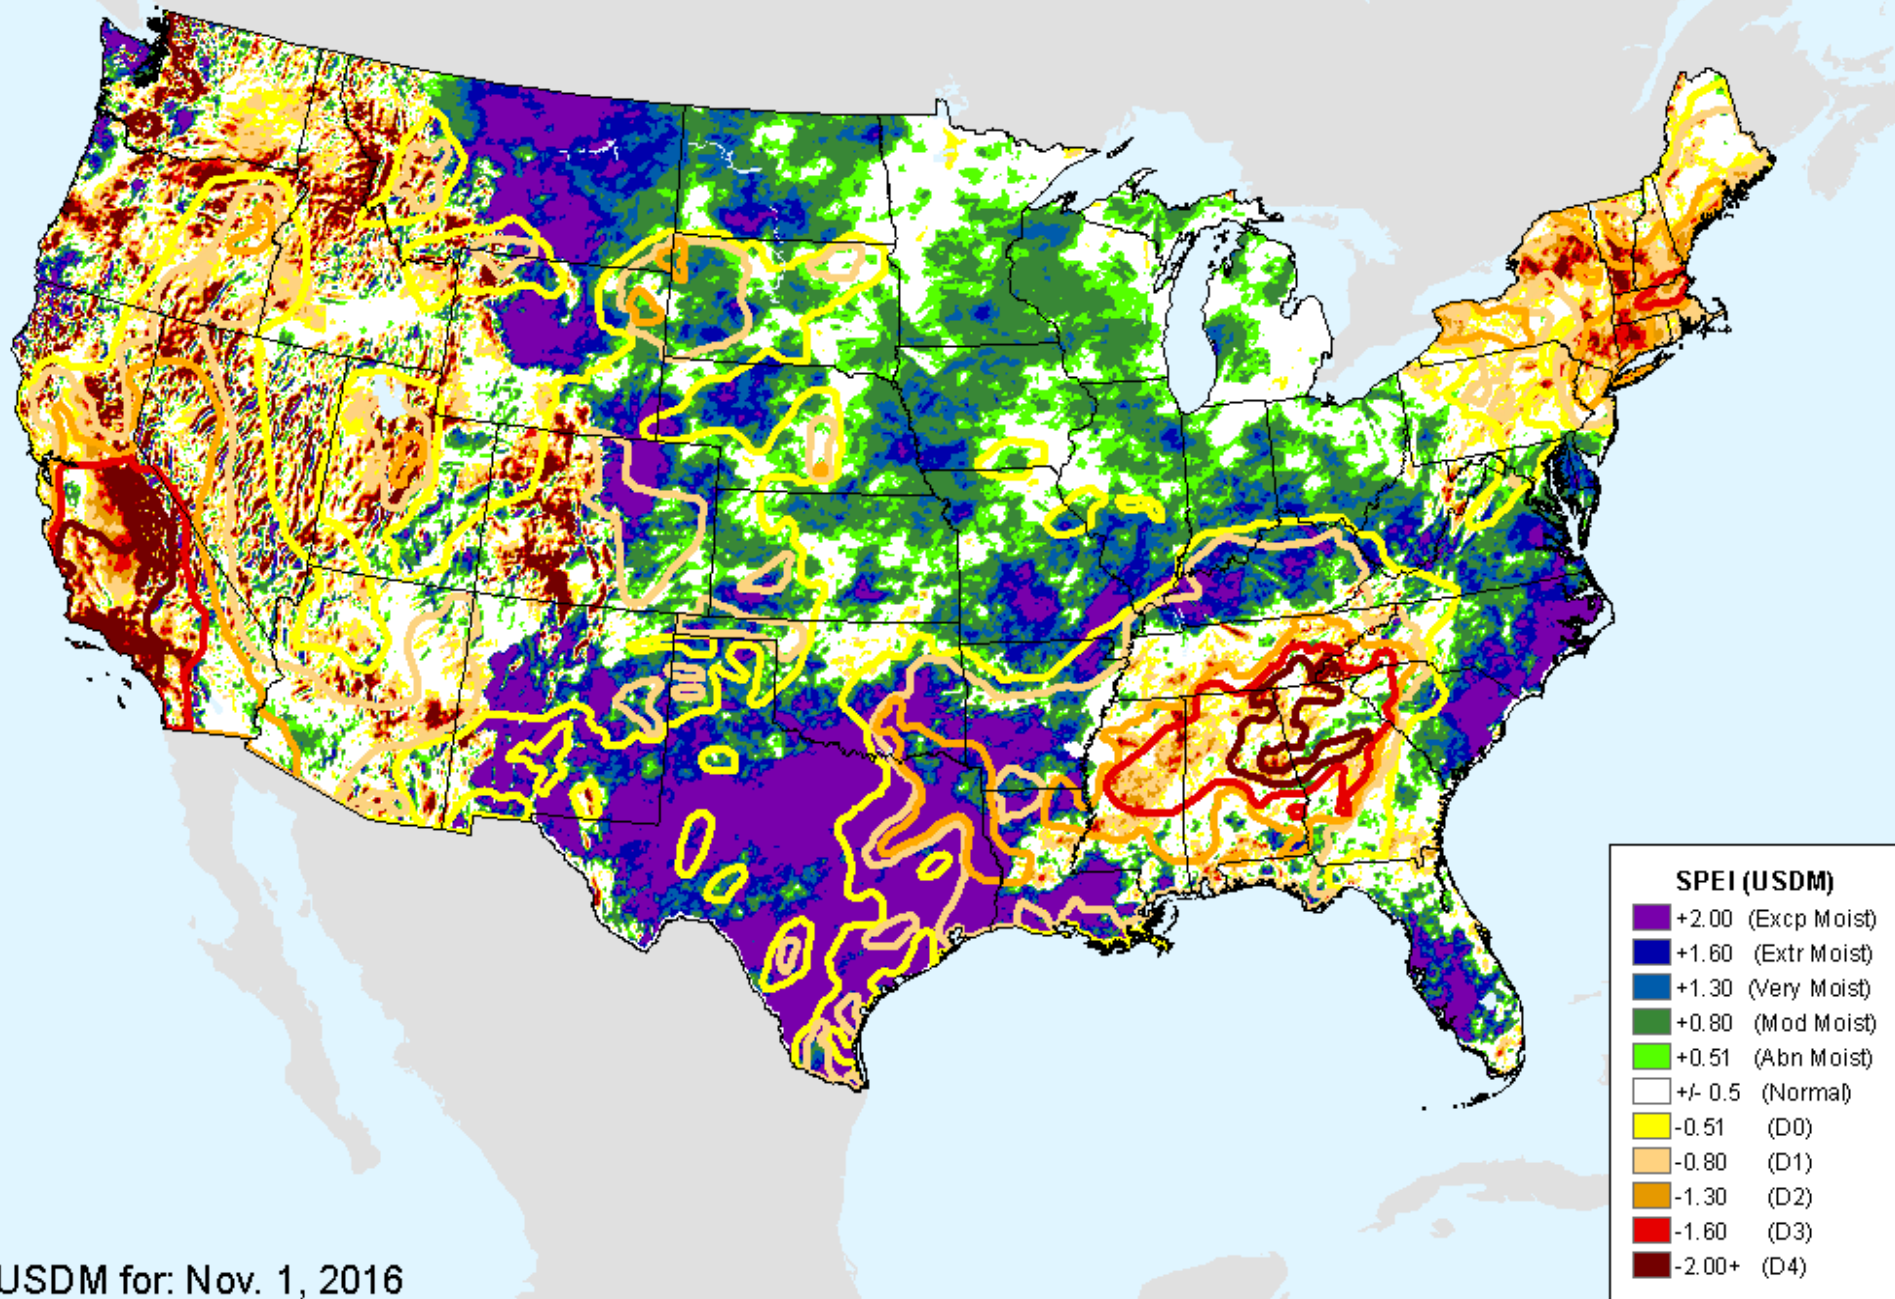 SPEI (USDM)
+2.00 (Excp Moist)
+1.60 (Extr Moist)
+1.30 (Very Moist)
+0.80 (Mod Moist)
+0.51 (Abn Moist)
+/- 0.5 (Normal)
-0.51 (D0)
-0.80 (D1)
-1.30 (D2)
-1.60 (D3)
-2.00+ (D4)
USDM for: Nov. 1, 2016